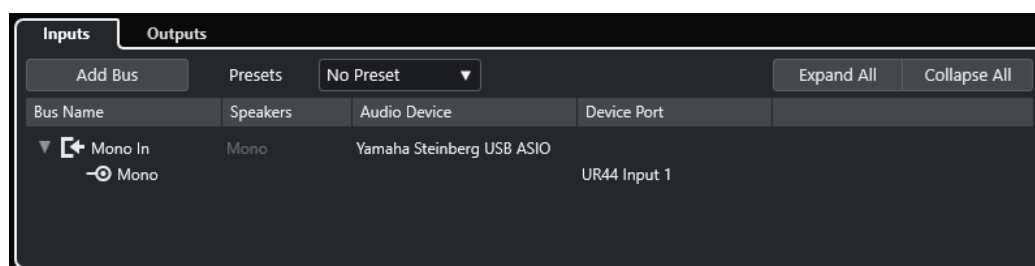 Inputs Outputs
Add Bus Presets No Preset Expand All Collapse All
Bus Name Speakers Audio Device Device Port
Mono In Mono Yamaha Steinberg USB ASIO
Mono UR44 Input 1